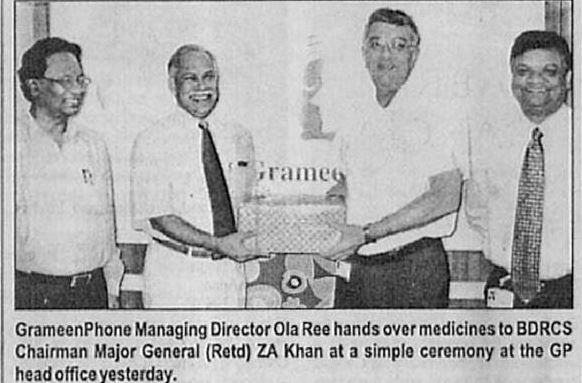 Gramee
GrameenPhone Managing Director Ola Ree hands over medicines to BDRCS
Chairman Major General (Retd) ZA Khan at a simple ceremony at the GP
head office yesterday.